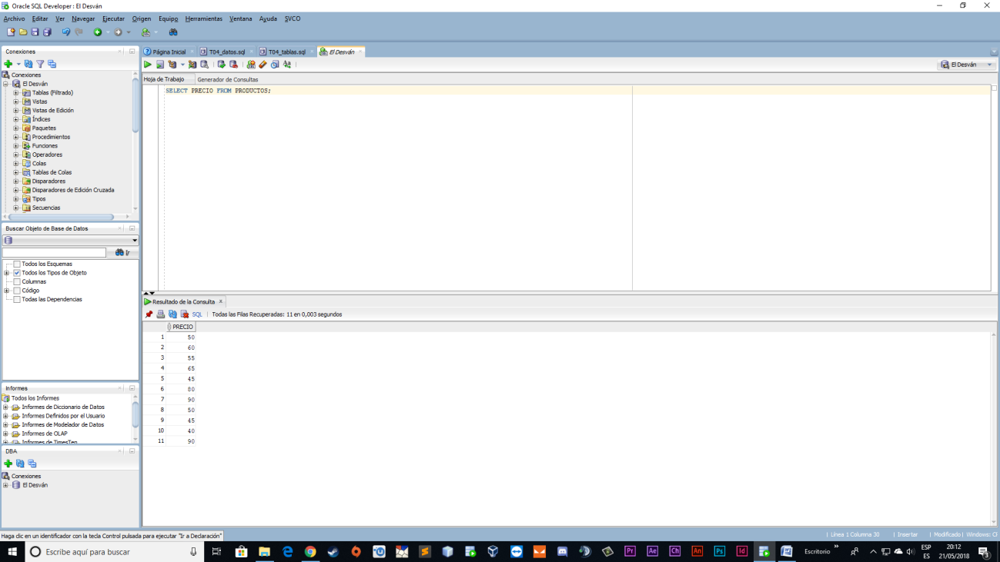 Oracle SQL Developer : El Desván
Archivo Editar Ver Navegar Ejecutar Origen Equipo Herramientas Ventana Ayuda SVCO
Conexiones
Conexiones
El Desván
Tablas (Filtrado)
Vistas
Vistas de Edición
Índices
Paquetes
Procedimientos
Funciones
Operadores
Colas
Tablas de Colas
Disparadores
Disparadores de Edición Cruzada
Tipos
Secuencias
Buscar Objeto de Base de Datos
Ir
Todos los Esquemas
Todos los Tipos de Objeto
Columnas
Código
Todas las Dependencias
Informes
Todos los Informes
Informes de Diccionario de Datos
Informes Definidos por el Usuario
Informes de Modelador de Datos
Informes de OLAP
Informes de TimesTen
DBA
Conexiones
El Desván
Página Inicial T04_datos.sql T04_tablas.sql El Desván
El Desván
Hoja de Trabajo Generador de Consultas
SELECT PRECIO FROM PRODUCTOS;
Resultado de la Consulta
SQL | Todas las Filas Recuperadas: 11 en 0,003 segundos
PRECIO
1 50
2 60
3 55
4 65
5 45
6 80
7 90
8 50
9 45
10 40
11 90
Haga clic en un identificador con la tecla Control pulsada para ejecutar "Ir a Declaración"
Línea 1 Columna 30 | Insertar | Modificado | Windows: CF
Escribe aquí para buscar
Pr Ae Ch An Ps Id
Escritorio
ESP
ES
20:12
21/05/2018
3